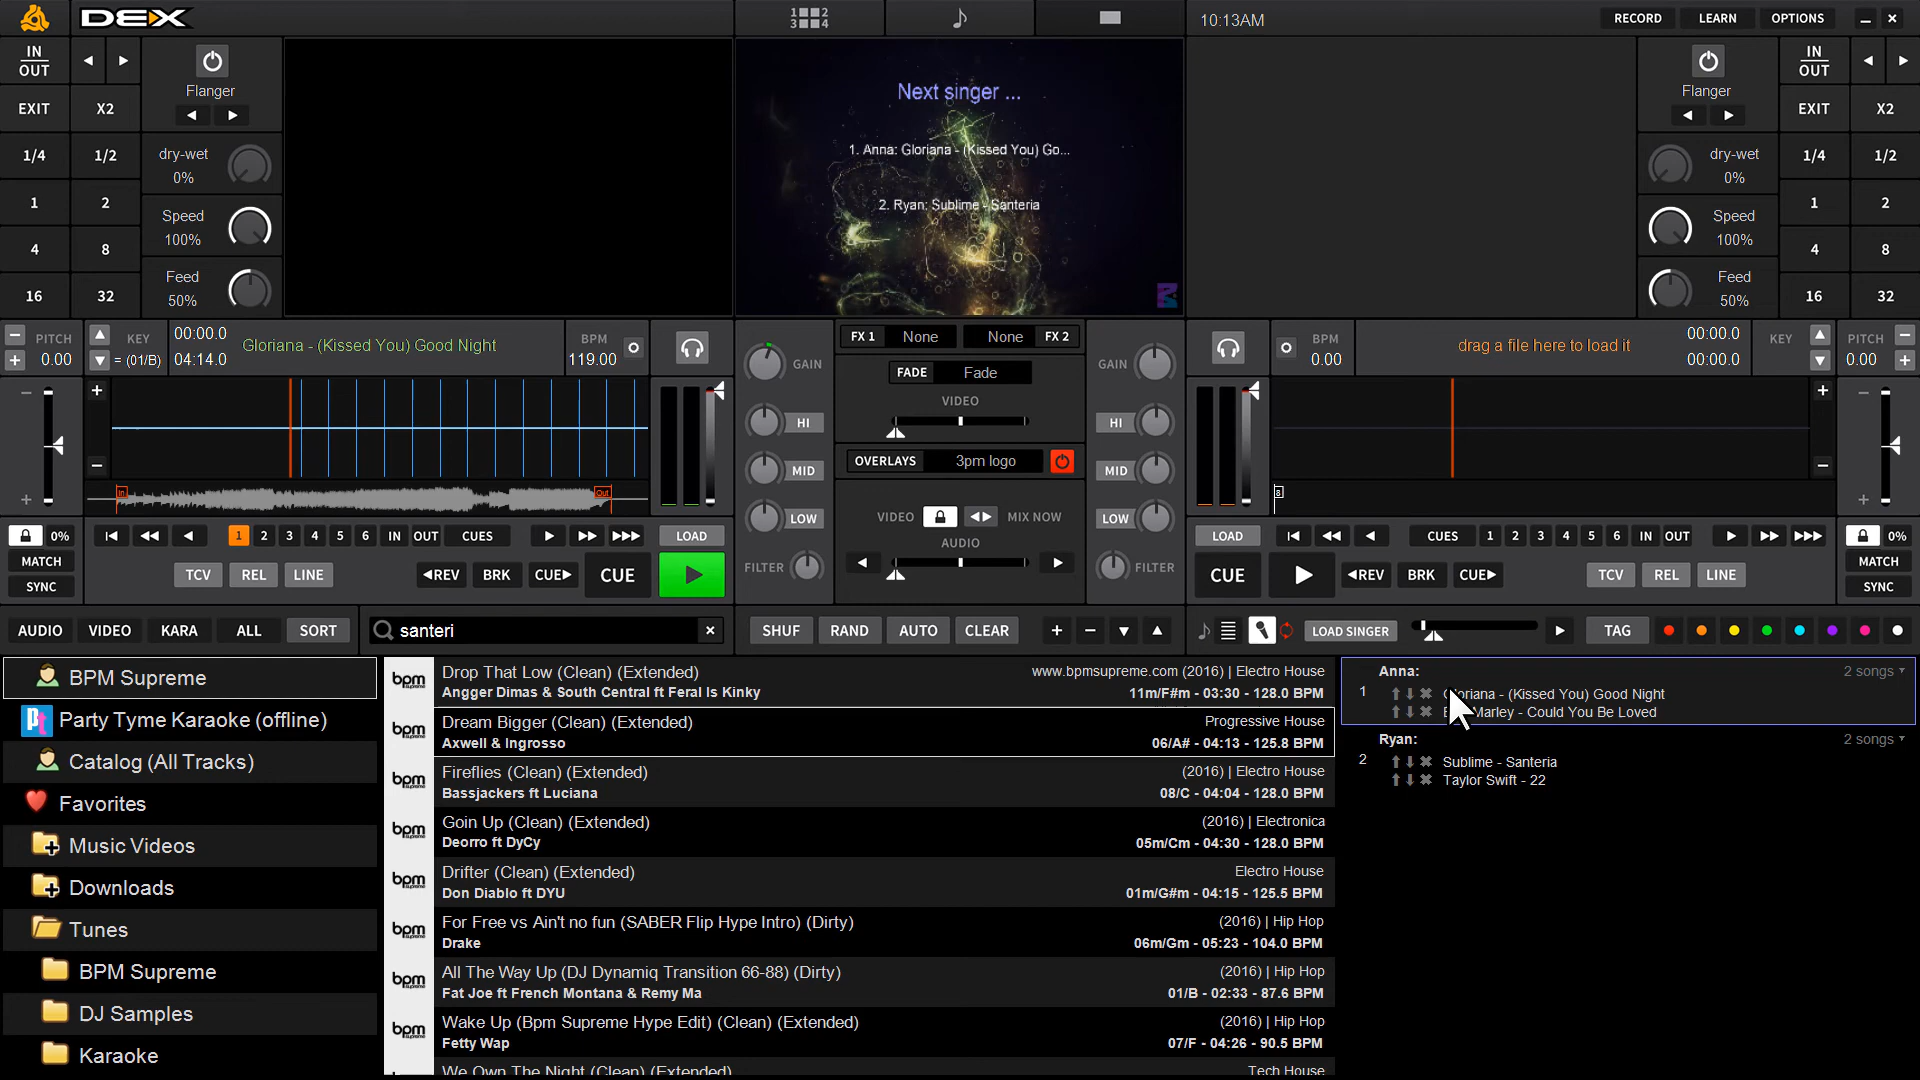 DEX
1 2
3 4
10:13AM
RECORD
LEARN
OPTIONS
IN
OUT
EXIT
X2
1/4
1/2
1
2
4
8
16
32
Flanger
dry-wet
0%
Speed
100%
Feed
50%
Next singer ...
1. Anna: Gloriana - (Kissed You) Go...
2. Ryan: Sublime - Santeria
Flanger
dry-wet
0%
Speed
100%
Feed
50%
IN
OUT
EXIT
X2
1/4
1/2
1
2
4
8
16
32
PITCH
0.00
KEY
= (01/B)
00:00.0
04:14.0
Gloriana - (Kissed You) Good Night
BPM
119.00
GAIN
HI
MID
LOW
FILTER
FX 1
None
None
FX 2
FADE
Fade
VIDEO
OVERLAYS
3pm logo
VIDEO
MIX NOW
AUDIO
GAIN
HI
MID
LOW
FILTER
BPM
0.00
drag a file here to load it
00:00.0
00:00.0
KEY
PITCH
0.00
In
Out
0%
MATCH
SYNC
1
2
3
4
5
6
IN
OUT
CUES
LOAD
TCV
REL
LINE
REV
BRK
CUE
CUE
LOAD
CUES
1
2
3
4
5
6
IN
OUT
CUE
REV
BRK
CUE
TCV
REL
LINE
0%
MATCH
SYNC
AUDIO
VIDEO
KARA
ALL
SORT
santeri
SHUF
RAND
AUTO
CLEAR
LOAD SINGER
TAG
BPM Supreme
Party Tyme Karaoke (offline)
Catalog (All Tracks)
Favorites
Music Videos
Downloads
Tunes
BPM Supreme
DJ Samples
Karaoke
bpm Drop That Low (Clean) (Extended) www.bpmsupreme.com (2016) | Electro House
Angger Dimas & South Central ft Feral Is Kinky 11m/F#m - 03:30 - 128.0 BPM
bpm Dream Bigger (Clean) (Extended) Progressive House
Axwell & Ingrosso 06/A# - 04:13 - 125.8 BPM
bpm Fireflies (Clean) (Extended) (2016) | Electro House
Bassjackers ft Luciana 08/C - 04:04 - 128.0 BPM
bpm Goin Up (Clean) (Extended) (2016) | Electronica
Deorro ft DyCy 05m/Cm - 04:30 - 128.0 BPM
bpm Drifter (Clean) (Extended) Electro House
Don Diablo ft DYU 01m/G#m - 04:15 - 125.5 BPM
bpm For Free vs Ain't no fun (SABER Flip Hype Intro) (Dirty) (2016) | Hip Hop
Drake 06m/Gm - 05:23 - 104.0 BPM
bpm All The Way Up (DJ Dynamiq Transition 66-88) (Dirty) (2016) | Hip Hop
Fat Joe ft French Montana & Remy Ma 01/B - 02:33 - 87.6 BPM
bpm Wake Up (Bpm Supreme Hype Edit) (Clean) (Extended) (2016) | Hip Hop
Fetty Wap 07/F - 04:26 - 90.5 BPM
We Own The Night (Clean) (Extended) Tech House
Anna: 2 songs
1
Gloriana - (Kissed You) Good Night
Marley - Could You Be Loved
Ryan: 2 songs
2
Sublime - Santeria
Taylor Swift - 22